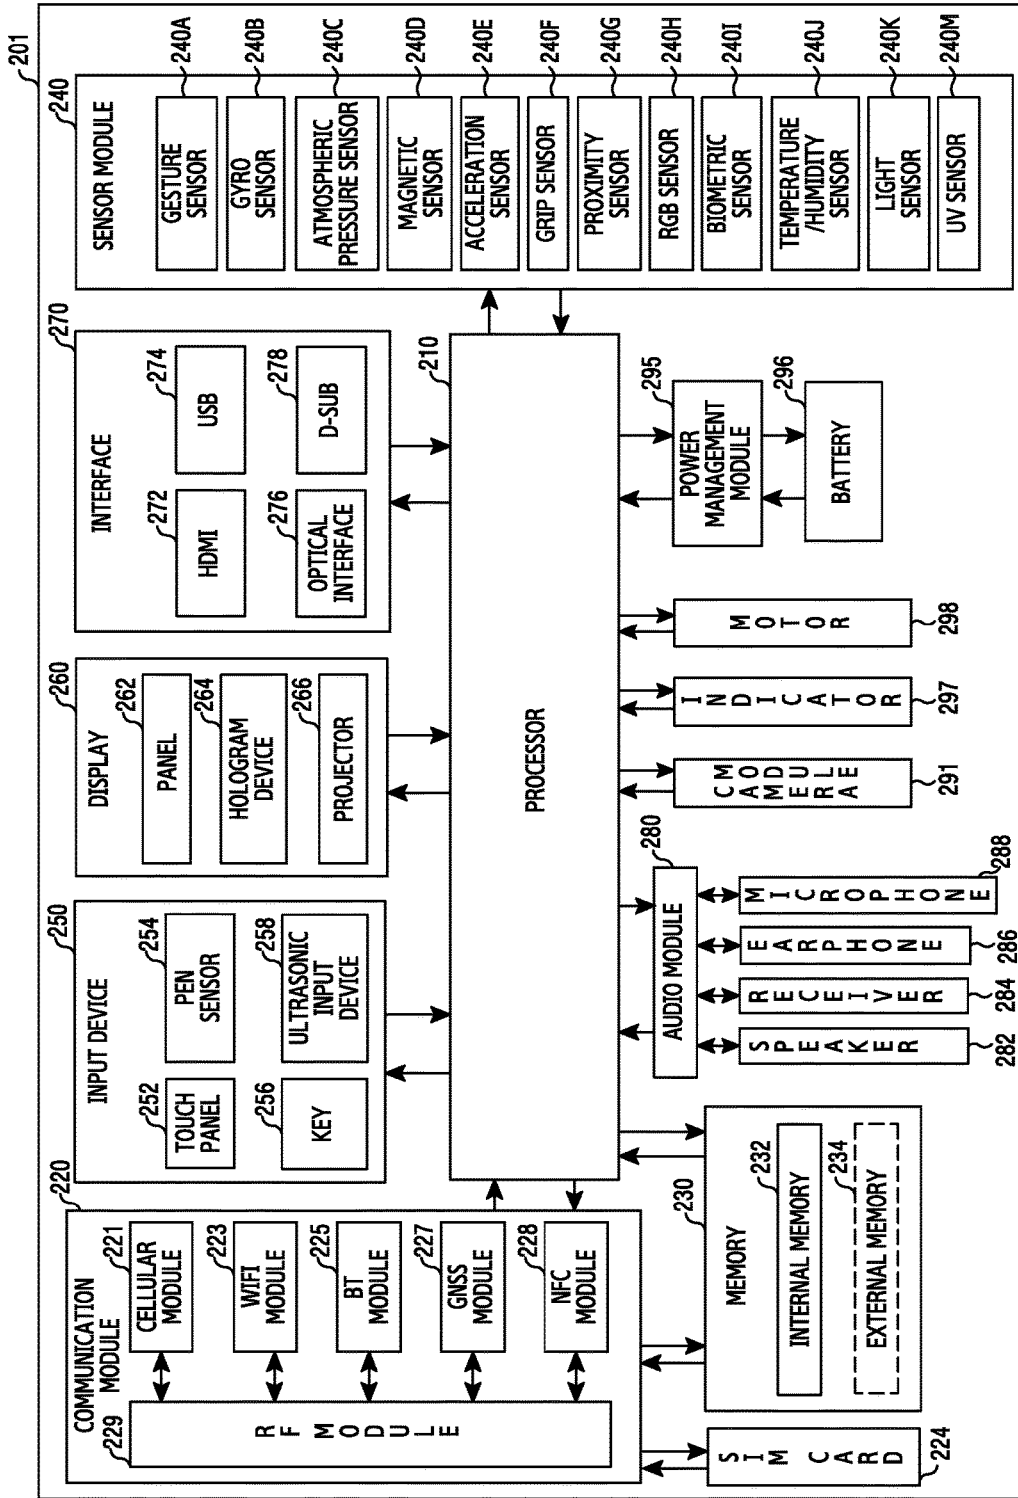 201
COMMUNICATION
MODULE
220
229
RF MODULE
221
CELLULAR
MODULE
223
WIFI
MODULE
225
BT
MODULE
227
GNSS
MODULE
228
NFC
MODULE
SIM CARD
224
INPUT DEVICE
250
252
TOUCH
PANEL
254
PEN
SENSOR
256
KEY
258
ULTRASONIC
INPUT
DEVICE
DISPLAY
260
262
PANEL
264
HOLOGRAM
DEVICE
266
PROJECTOR
INTERFACE
270
272
HDMI
274
USB
276
OPTICAL
INTERFACE
278
D-SUB
SENSOR MODULE
240
GESTURE
SENSOR
240A
GYRO
SENSOR
240B
ATMOSPHERIC
PRESSURE SENSOR
240C
MAGNETIC
SENSOR
240D
ACCELERATION
SENSOR
240E
GRIP SENSOR
240F
PROXIMITY
SENSOR
240G
RGB SENSOR
240H
BIOMETRIC
SENSOR
240I
TEMPERATURE
/HUMIDITY
SENSOR
240J
LIGHT
SENSOR
240K
UV SENSOR
240M
PROCESSOR
210
230
MEMORY
232
INTERNAL MEMORY
234
EXTERNAL MEMORY
AUDIO MODULE
280
SPEAKER
282
RECEIVER
284
EARPHONE
286
MICROPHONE
288
CAMERA
MODULE
291
INDICATOR
297
MOTOR
298
POWER
MANAGEMENT
MODULE
295
BATTERY
296